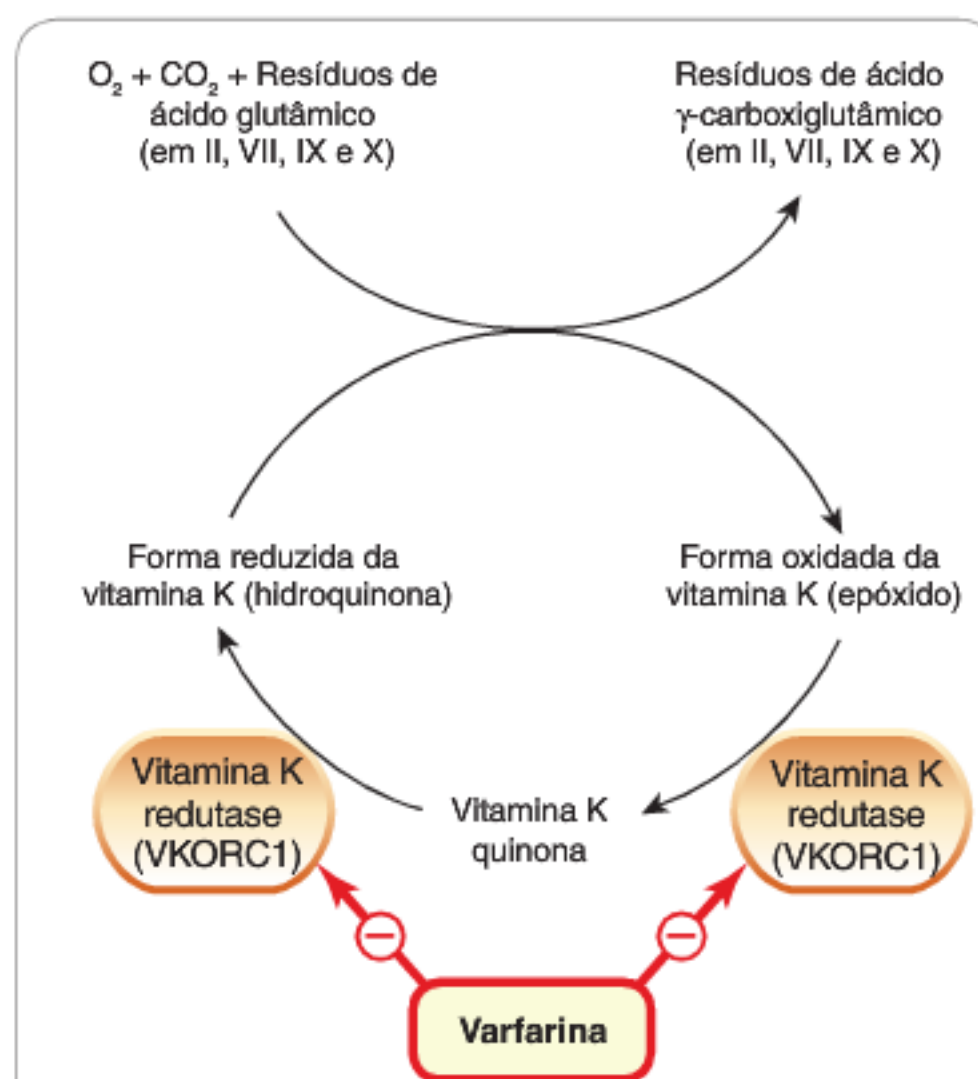 O₂ + CO₂ + Resíduos de
ácido glutâmico
(em II, VII, IX e X)
Resíduos de ácido
γ-carboxiglutâmico
(em II, VII, IX e X)
Forma reduzida da
vitamina K (hidroquinona)
Forma oxidada da
vitamina K (epóxido)
Vitamina K
redutase
(VKORC1)
Vitamina K
quinona
Vitamina K
redutase
(VKORC1)
−
−
Varfarina